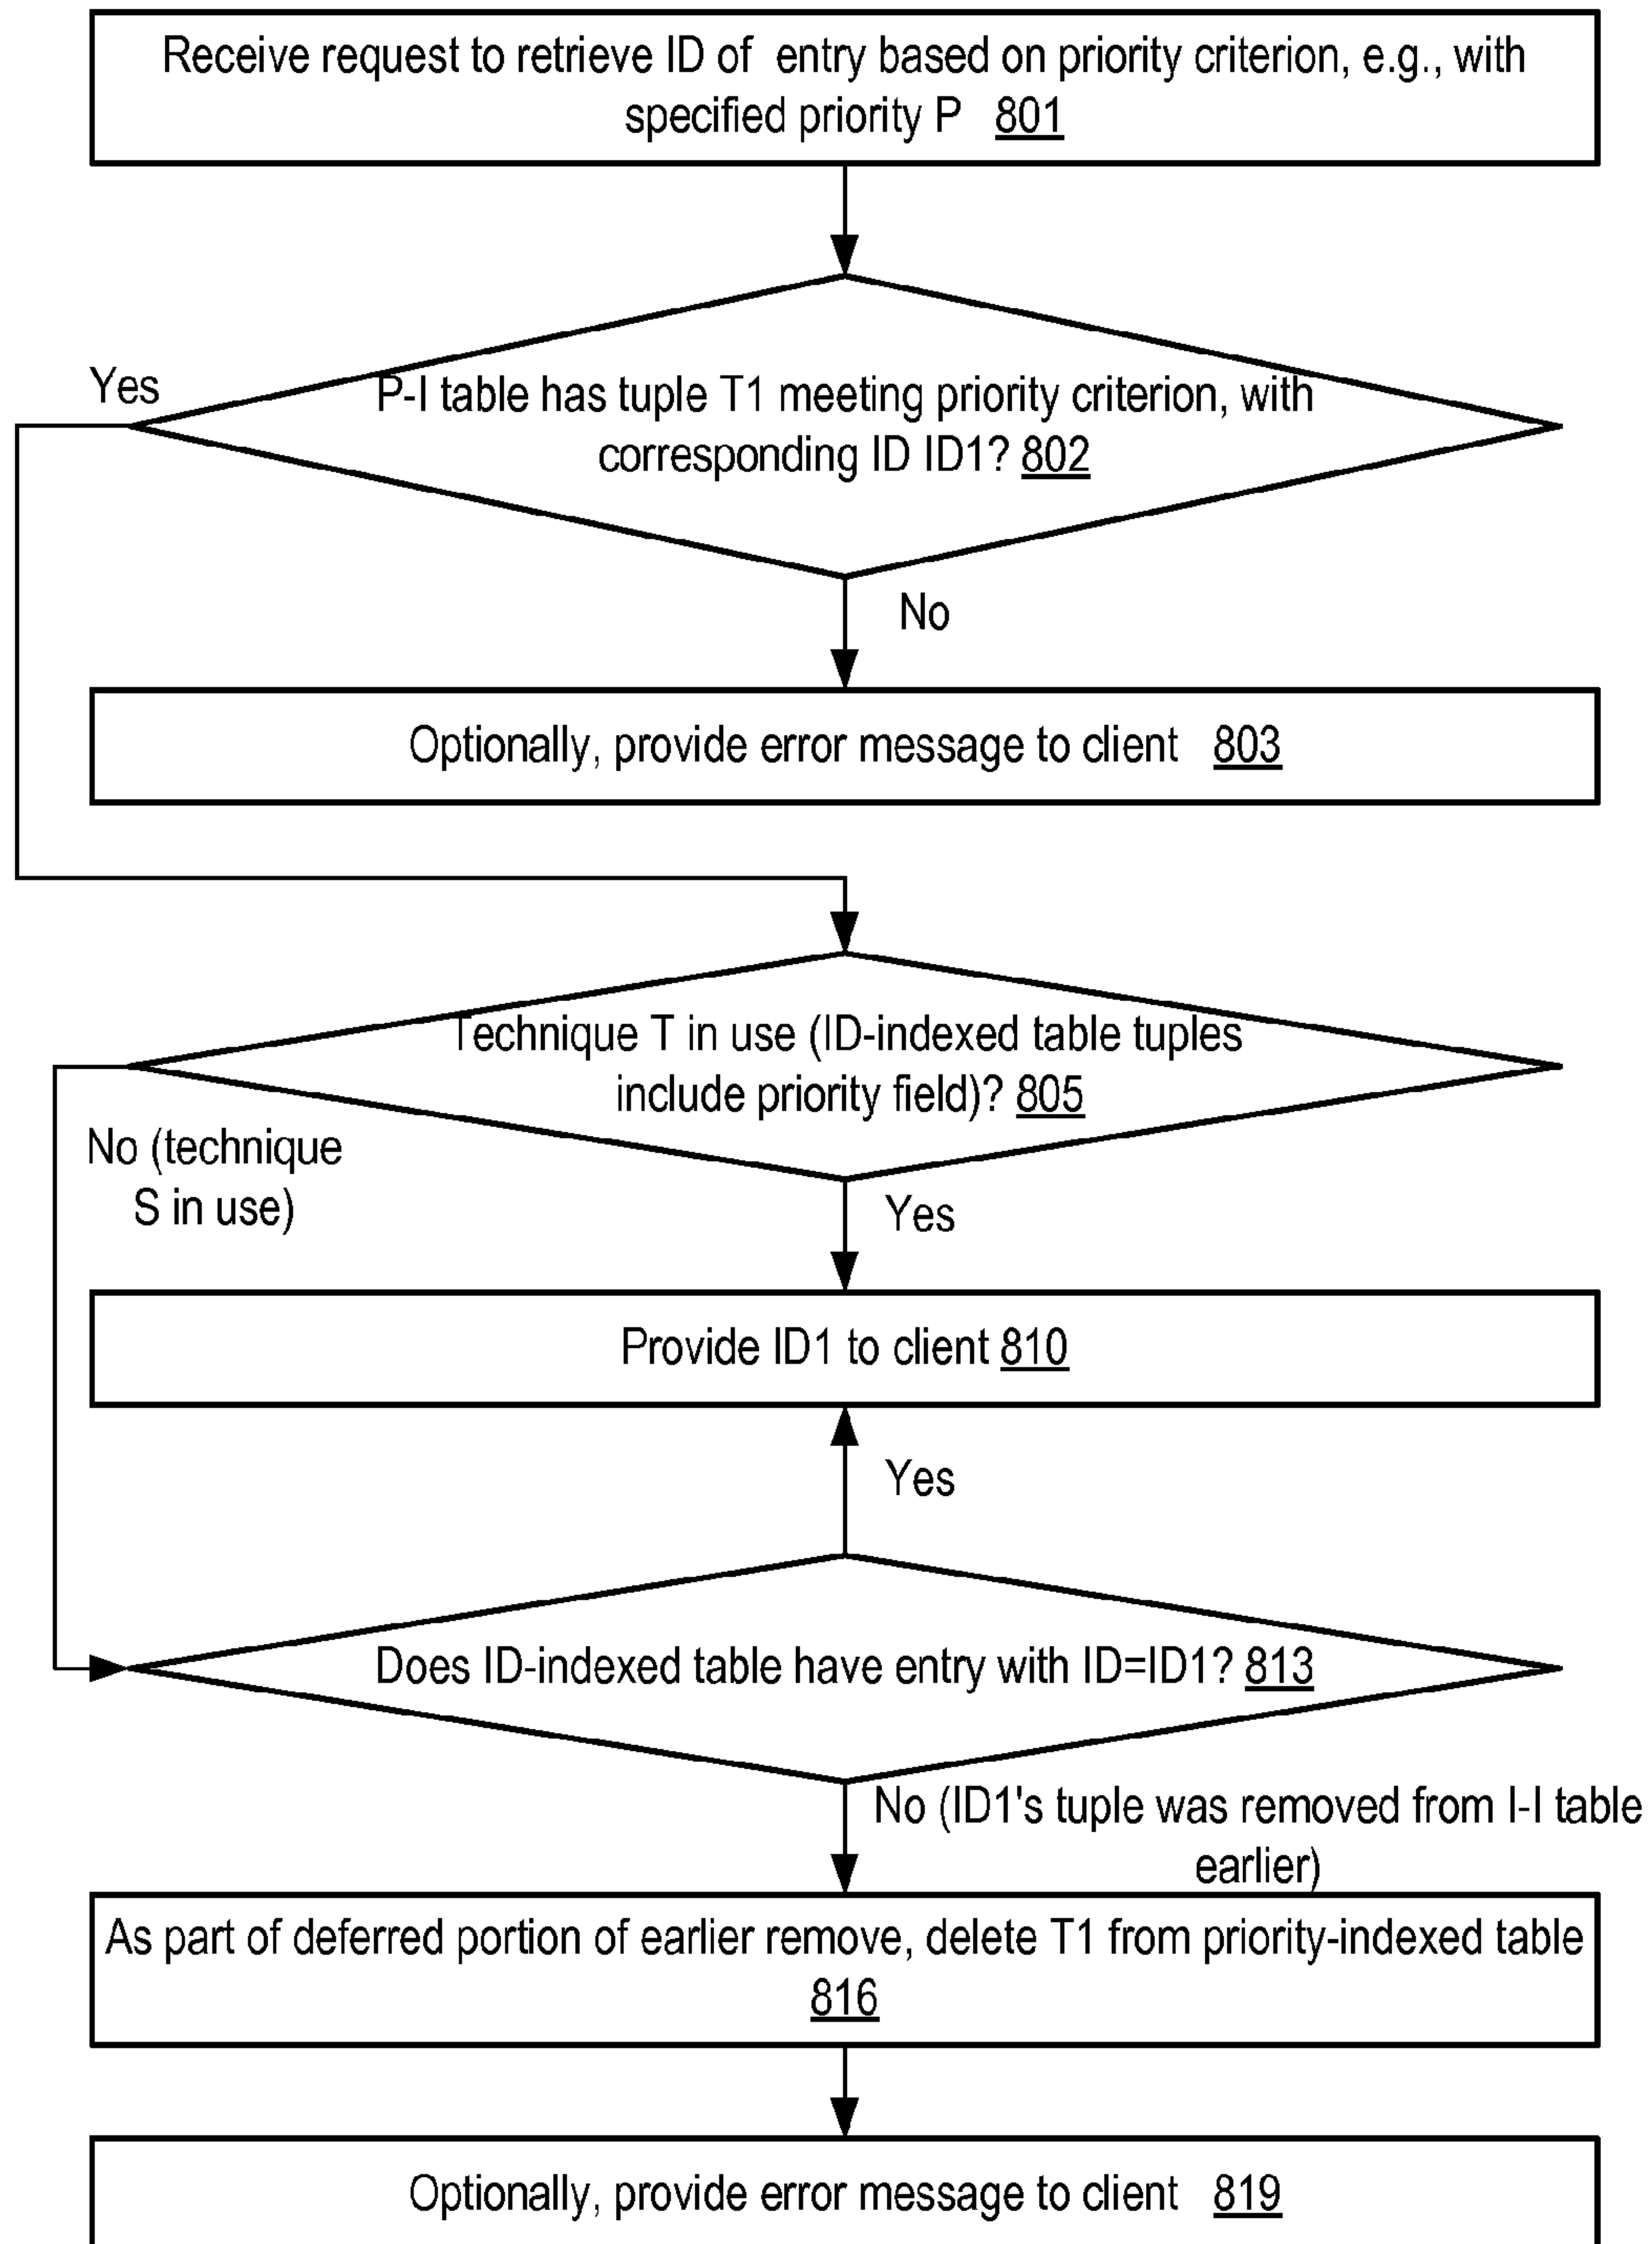 Receive request to retrieve ID of entry based on priority criterion, e.g., with
specified priority P 801
Yes
P-I table has tuple T1 meeting priority criterion, with
corresponding ID ID1? 802
No
Optionally, provide error message to client 803
Technique T in use (ID-indexed table tuples
include priority field)? 805
No (technique
S in use)
Yes
Provide ID1 to client 810
Yes
Does ID-indexed table have entry with ID=ID1? 813
No (ID1's tuple was removed from I-I table
earlier)
As part of deferred portion of earlier remove, delete T1 from priority-indexed table
816
Optionally, provide error message to client 819